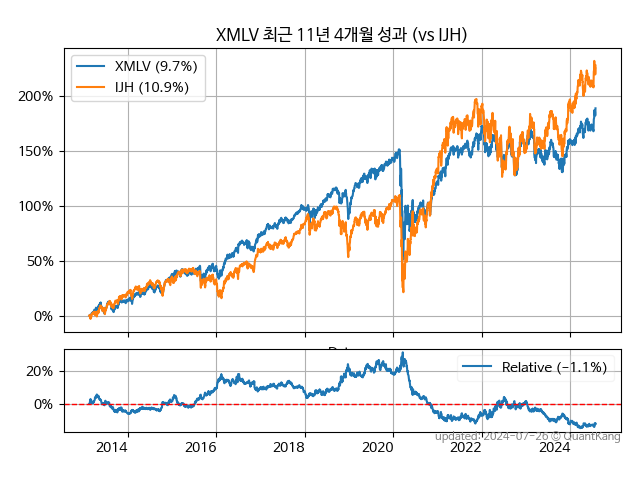 XMLV 최근 11년 4개월 성과 (vs IJH)
XMLV (9.7%)
IJH (10.9%)
200%
150%
100%
50%
0%
Relative (−1.1%)
20%
0%
2014 2016 2018 2020 2022 2024
updated: 2024-07-26 © QuantKang